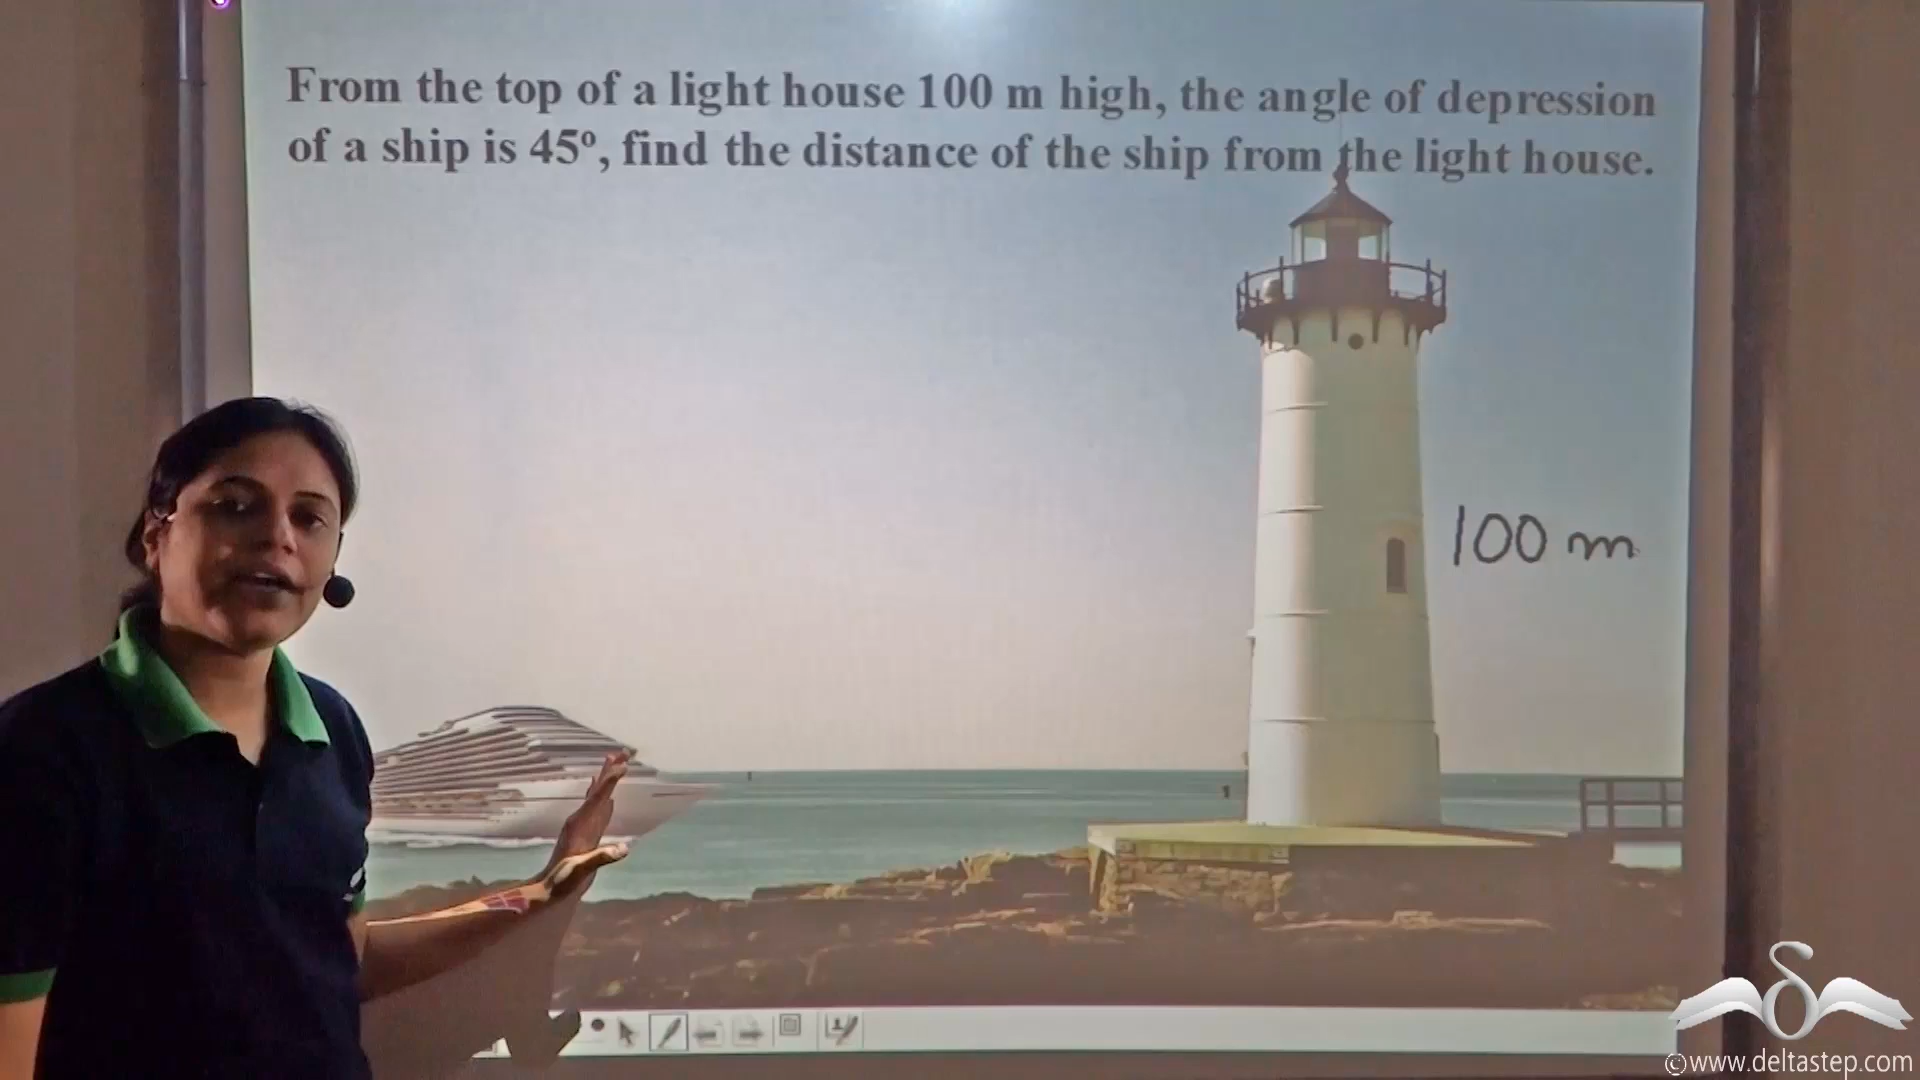 From the top of a light house 100 m high, the angle of depression
of a ship is 45º, find the distance of the ship from the light house.
100 m
©www.deltastep.com